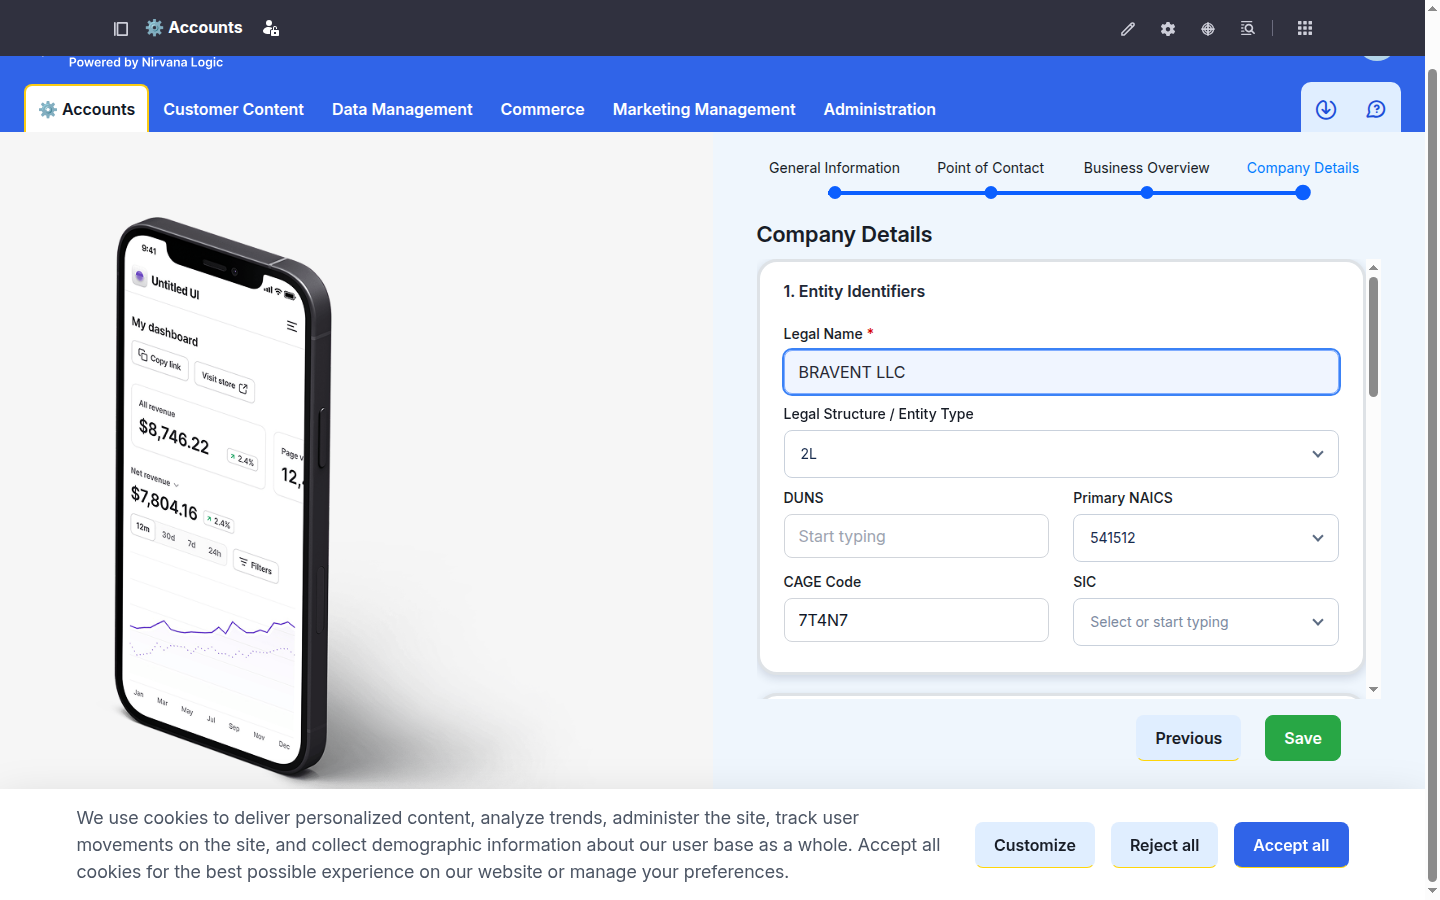 Accounts
Powered by Nirvana Logic
Accounts
Customer Content
Data Management
Commerce
Marketing Management
Administration
General Information
Point of Contact
Business Overview
Company Details
Company Details
1. Entity Identifiers
Legal Name *
BRAVENT LLC
Legal Structure / Entity Type
2L
DUNS
Primary NAICS
Start typing
541512
CAGE Code
SIC
7T4N7
Select or start typing
Previous
Save
9:41
Untitled UI
My dashboard
Copy link
Visit store
All revenue
$8,746.22
2.4%
Page v
12,
Net revenue
$7,804.16
2.4%
12m
30d
7d
24h
Filters
Jan
Mar
May
Jul
Sep
Nov
Dec
We use cookies to deliver personalized content, analyze trends, administer the site, track user
movements on the site, and collect demographic information about our user base as a whole. Accept all
cookies for the best possible experience on our website or manage your preferences.
Customize
Reject all
Accept all